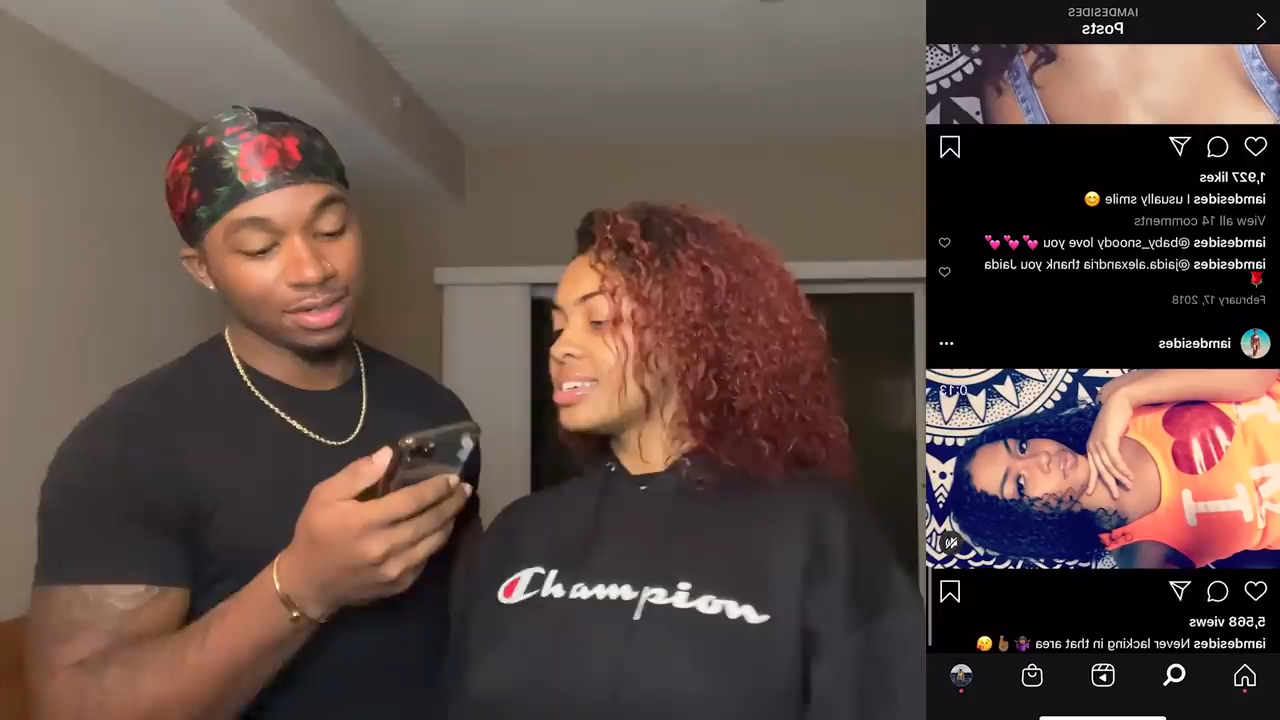 IAMDESIDES
Posts
1,927 likes
iamdesides I usually smile 😊
View all 14 comments
iamdesides @baby_snoody love you 💞💞💞
iamdesides @jaida.alexandria thank you Jaida
🌹
February 17, 2018
iamdesides
0:13
I
5,568 views
iamdesides Never lacking in that area 🤷🏾‍♀️🤞🏾😘
Champion